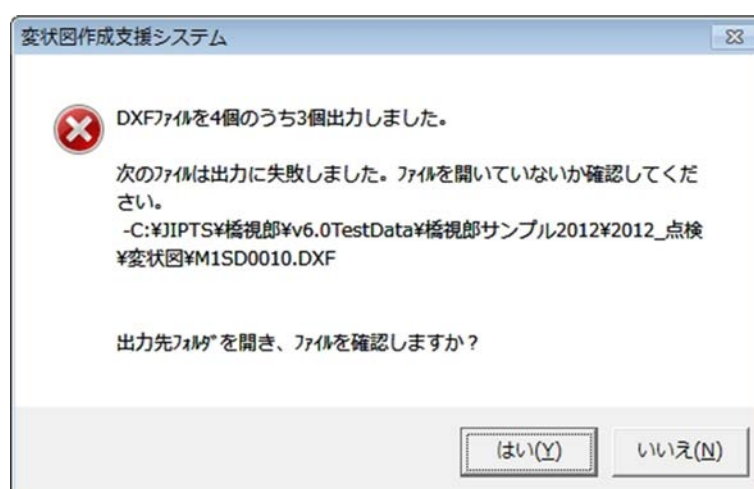 変状図作成支援システム
DXFﾌｧｲﾙを4個のうち3個出力しました。
次のﾌｧｲﾙは出力に失敗しました。ﾌｧｲﾙを開いていないか確認してくだ
さい。
-C:¥JIPTS¥橋視郎¥v6.0TestData¥橋視郎サンプル2012¥2012_点検
¥変状図¥M1SD0010.DXF
出力先ﾌｫﾙﾀﾞを開き、ﾌｧｲﾙを確認しますか？
はい(Y)
いいえ(N)